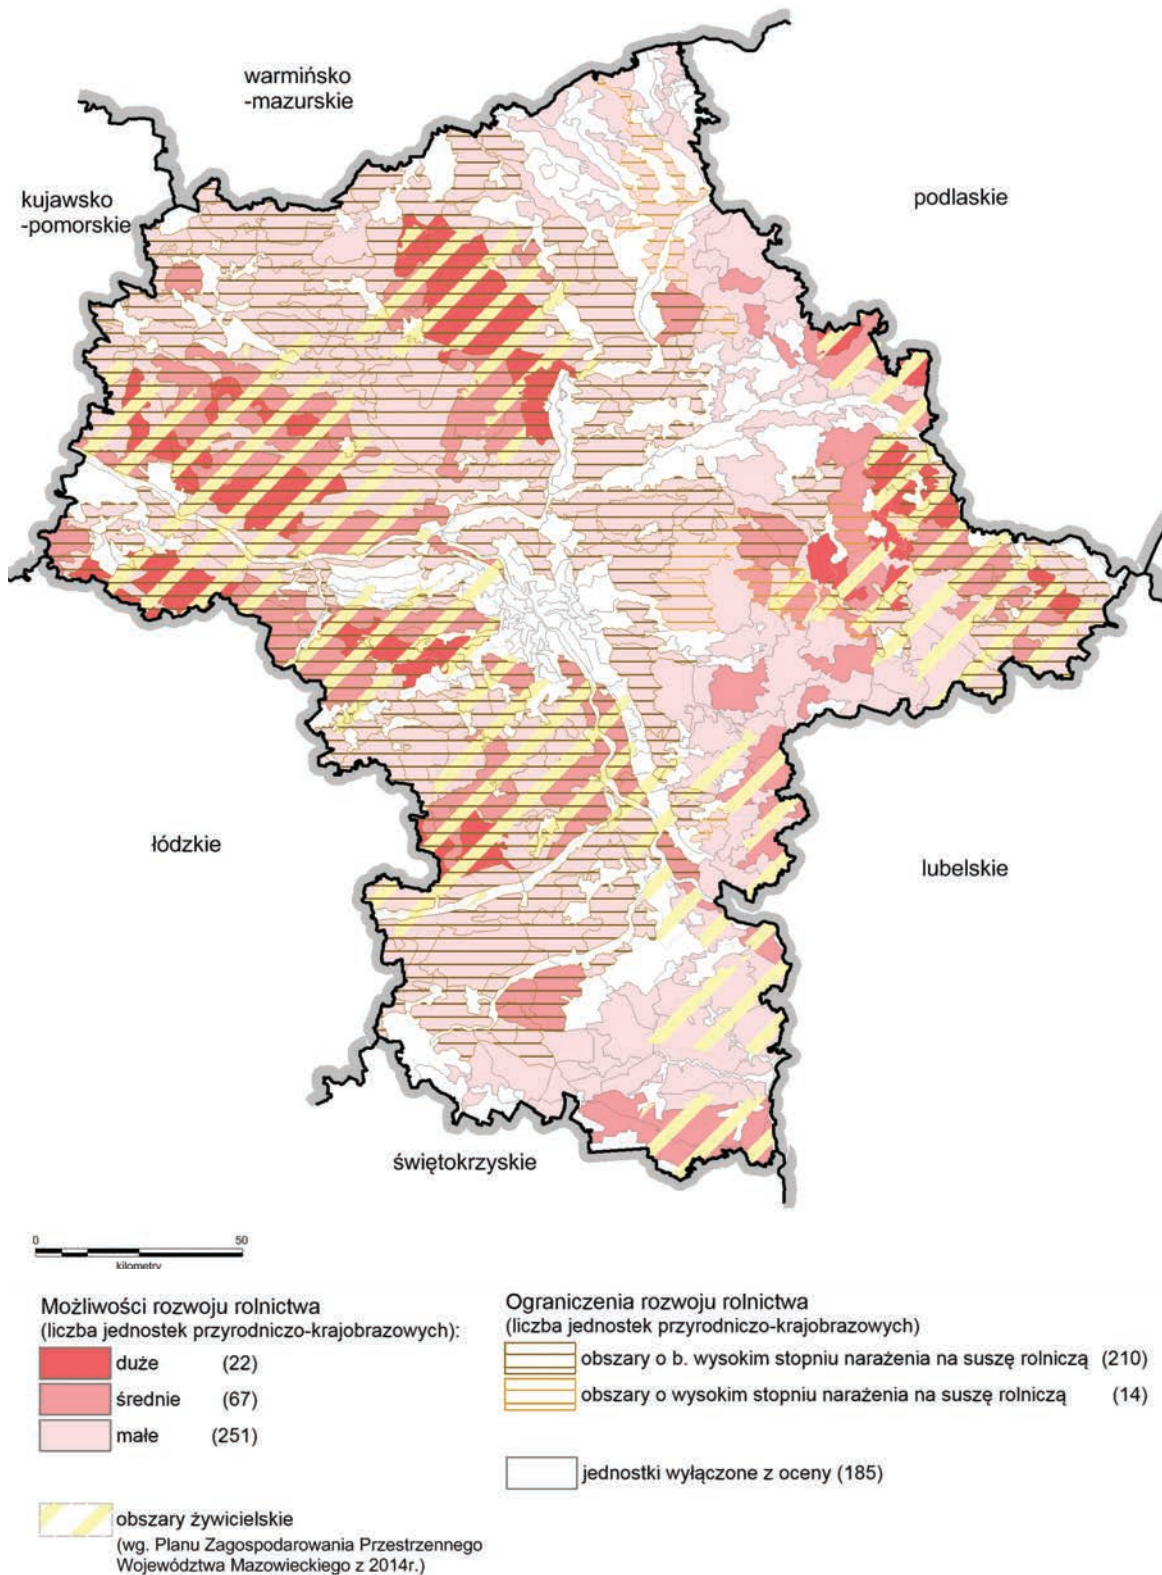 warmińsko
-mazurskie
kujawsko
-pomorskie
podlaskie
łódzkie
lubelskie
świętokrzyskie
0 50
kilometry
Możliwości rozwoju rolnictwa
(liczba jednostek przyrodniczo-krajobrazowych):
duże (22)
średnie (67)
małe (251)
obszary żywicielskie
(wg. Planu Zagospodarowania Przestrzennego
Województwa Mazowieckiego z 2014r.)
Ograniczenia rozwoju rolnictwa
(liczba jednostek przyrodniczo-krajobrazowych)
obszary o b. wysokim stopniu narażenia na suszę rolniczą (210)
obszary o wysokim stopniu narażenia na suszę rolniczą (14)
jednostki wyłączone z oceny (185)